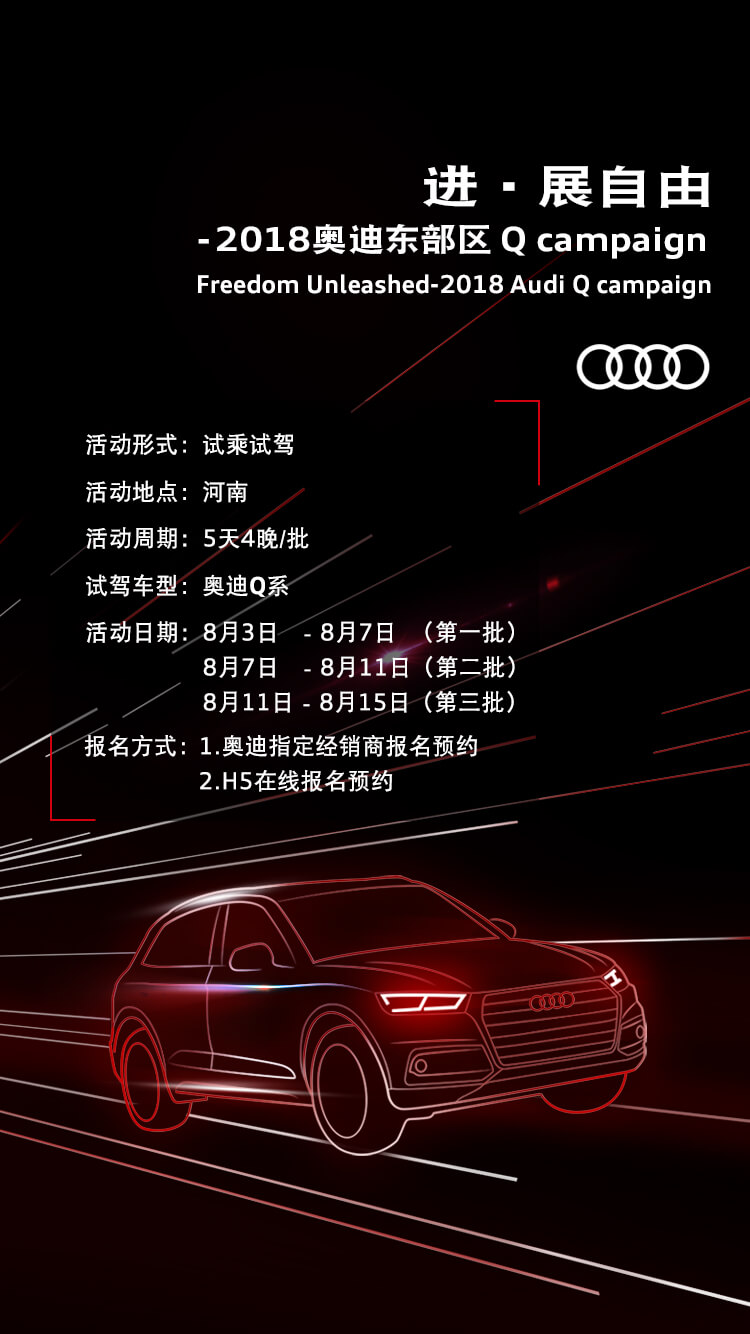 进·展自由
-2018奥迪东部区 Q campaign
Freedom Unleashed-2018 Audi Q campaign
活动形式：试乘试驾
活动地点：河南
活动周期：5天4晚/批
试驾车型：奥迪Q系
活动日期：8月3日 - 8月7日 （第一批）
8月7日 - 8月11日（第二批）
8月11日 - 8月15日（第三批）
报名方式：1.奥迪指定经销商报名预约
2.H5在线报名预约